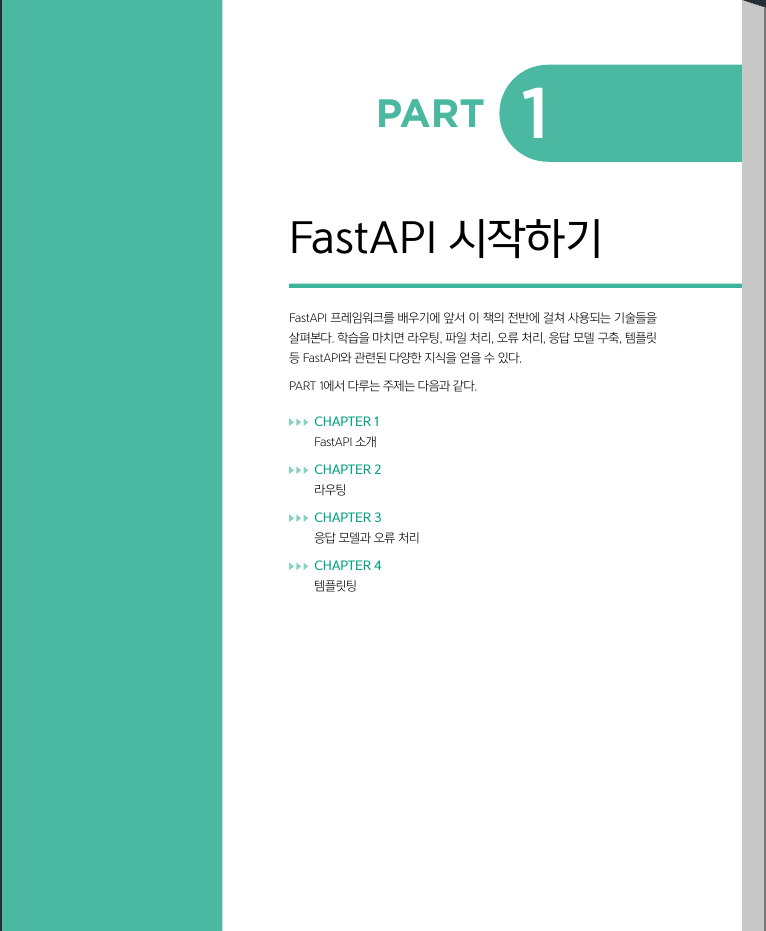 PART 1
FastAPI 시작하기
FastAPI 프레임워크를 배우기에 앞서 이 책의 전반에 걸쳐 사용되는 기술들을
살펴본다. 학습을 마치면 라우팅, 파일 처리, 오류 처리, 응답 모델 구축, 템플릿
등 FastAPI와 관련된 다양한 지식을 얻을 수 있다.
PART 1에서 다루는 주제는 다음과 같다.
CHAPTER 1
FastAPI 소개
CHAPTER 2
라우팅
CHAPTER 3
응답 모델과 오류 처리
CHAPTER 4
템플릿팅